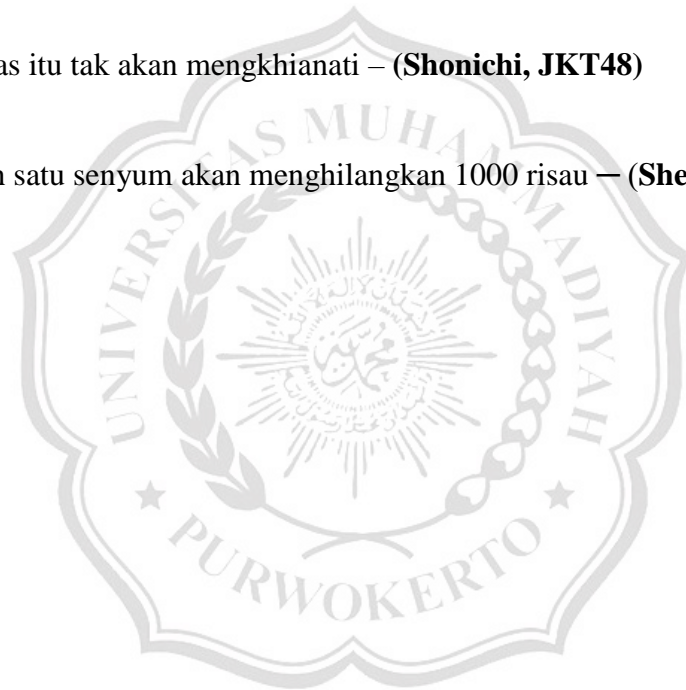 as itu tak akan mengkhianati – (Shonichi, JKT48)
n satu senyum akan menghilangkan 1000 risau ─ (She
UNIVERSITAS MUHAMMADIYAH
PURWOKERTO